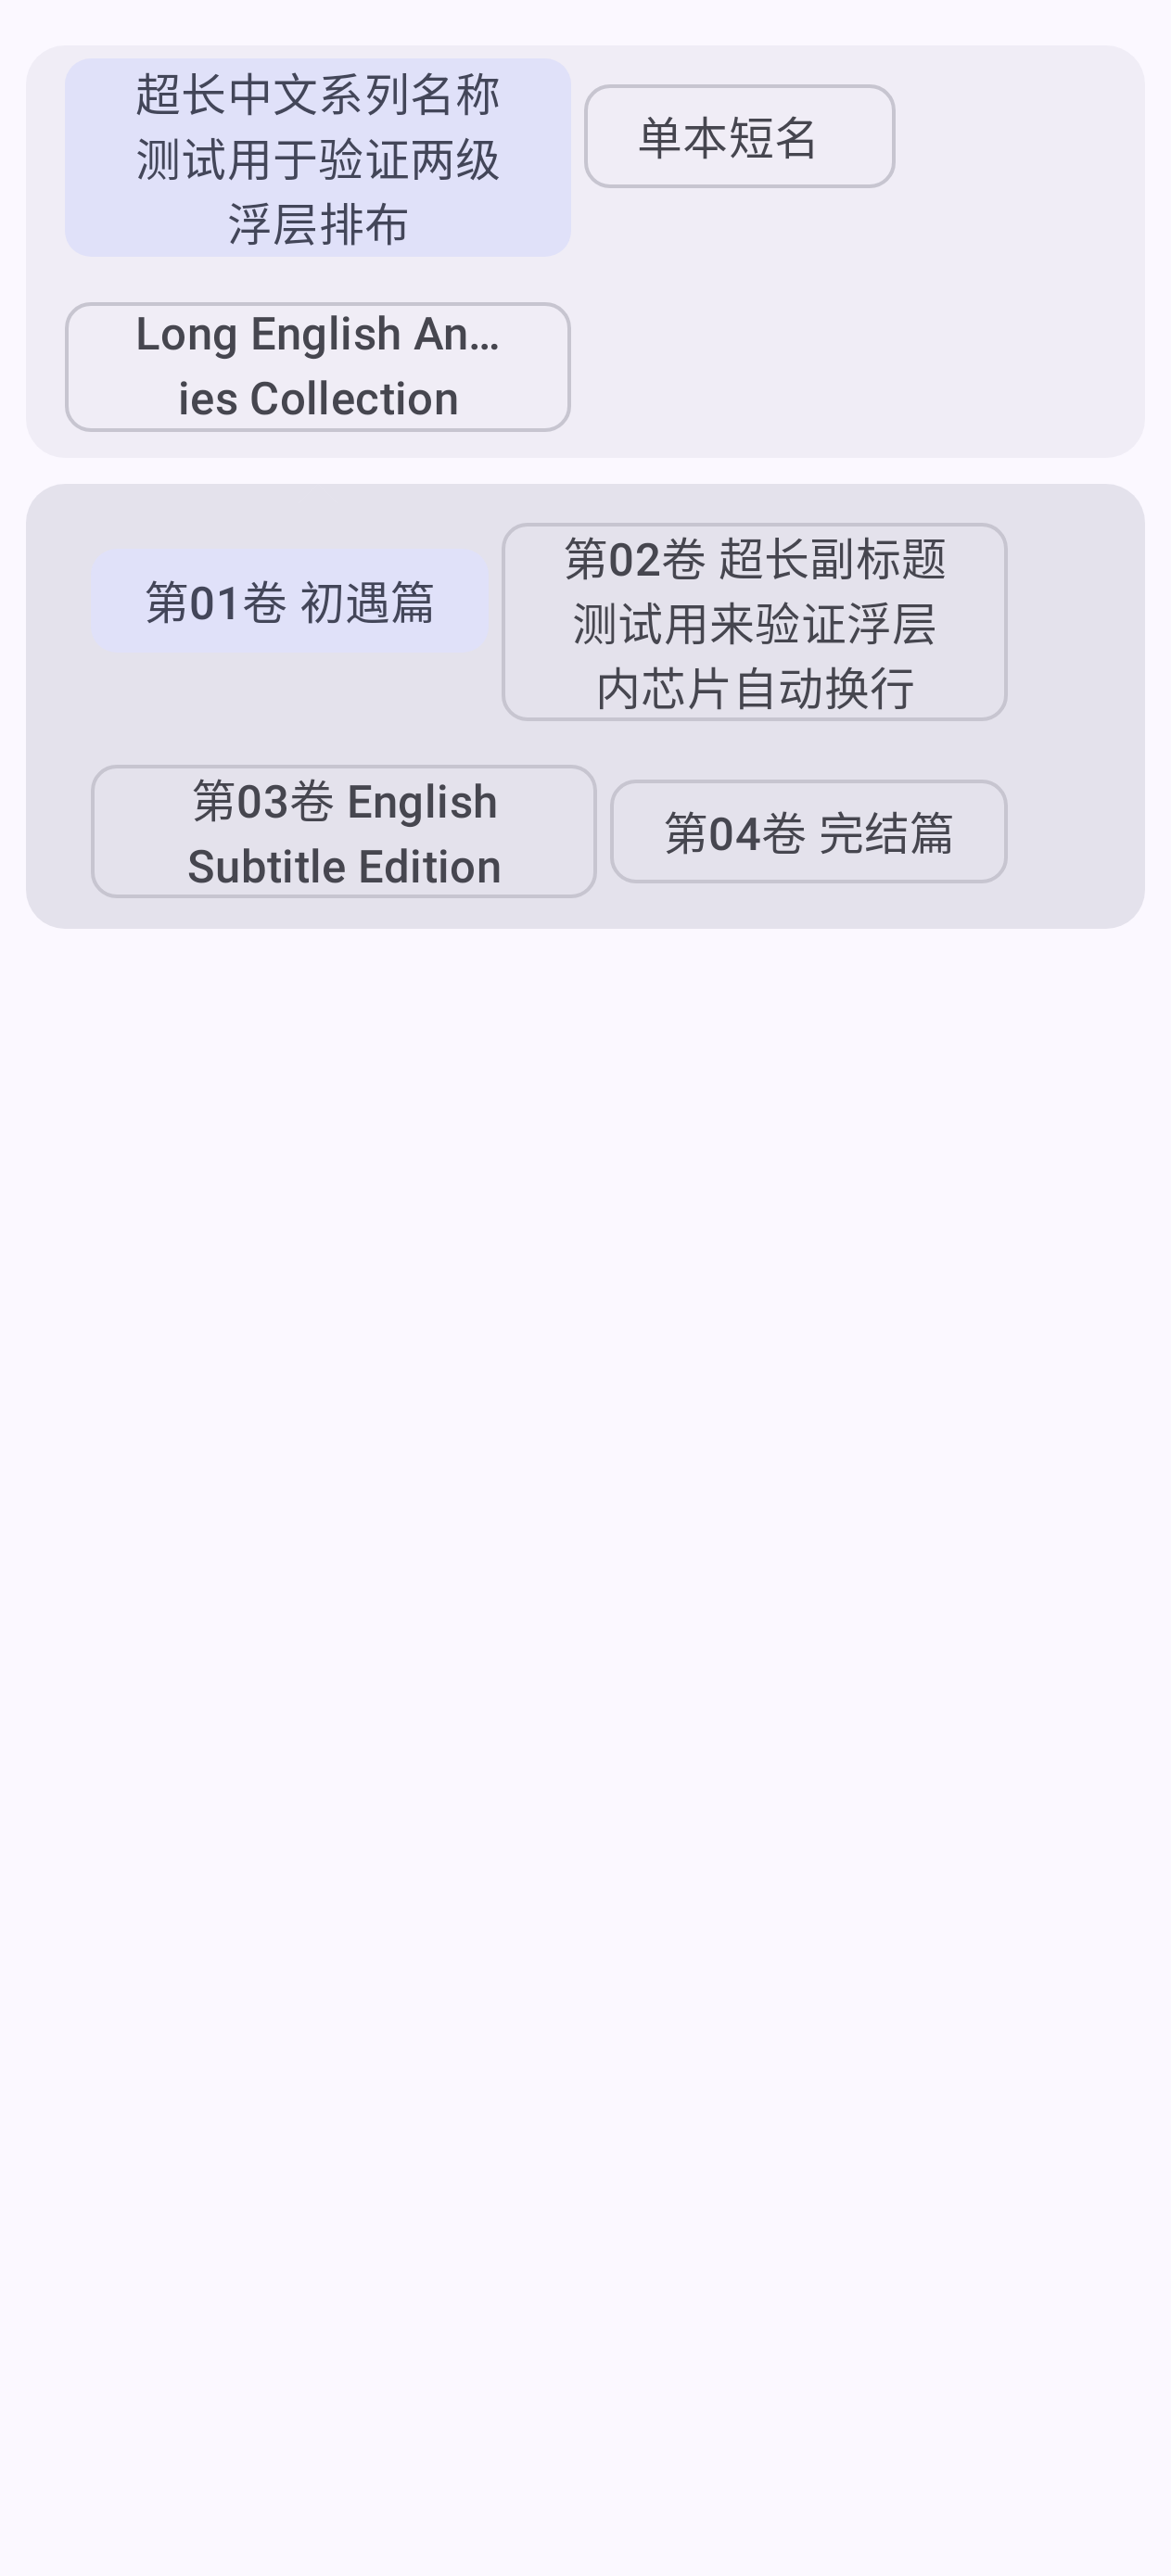 超长中文系列名称
测试用于验证两级
浮层排布
单本短名
Long English An…
ies Collection
第01卷 初遇篇
第02卷 超长副标题
测试用来验证浮层
内芯片自动换行
第03卷 English
Subtitle Edition
第04卷 完结篇